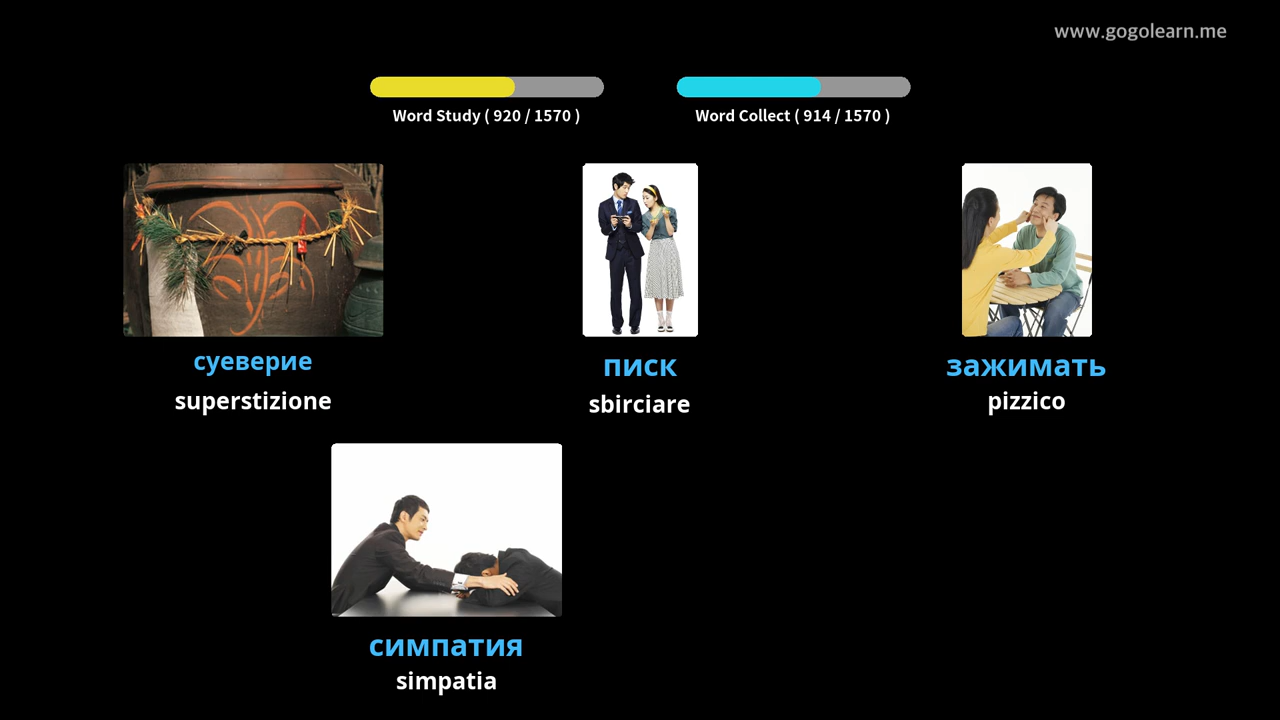 www.gogolearn.me
Word Study ( 920 / 1570 )
Word Collect ( 914 / 1570 )
суеверие
superstizione
писк
sbirciare
зажимать
pizzico
симпатия
simpatia